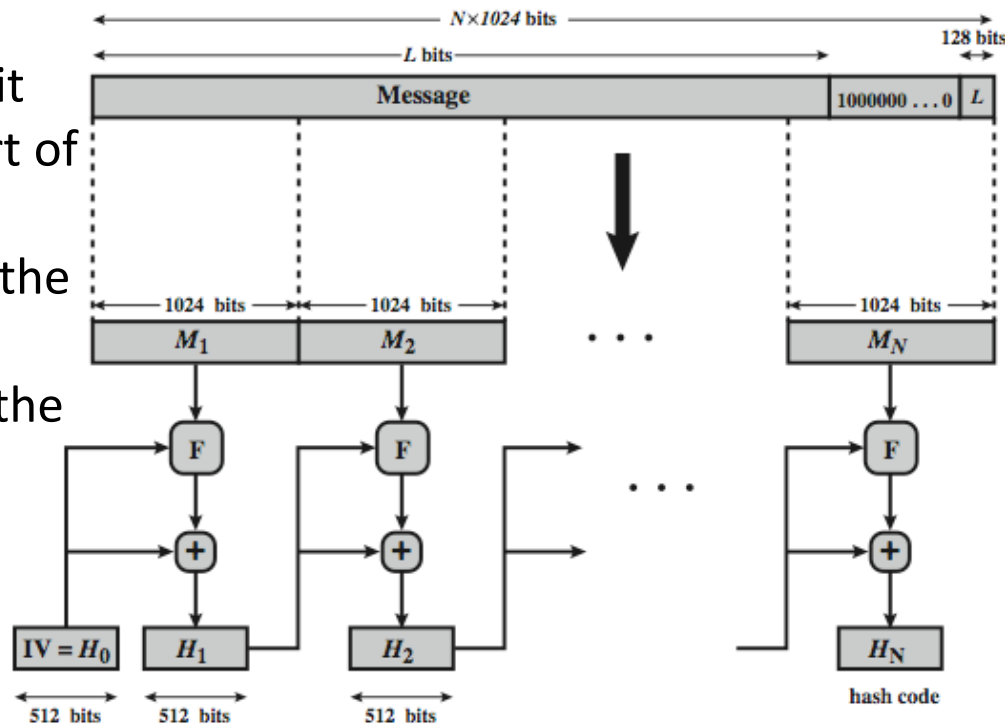 N×1024 bits
L bits
128 bits
it
Message
1000000 . . . 0
L
rt of
the
1024 bits
1024 bits
1024 bits
M1
M2
. . .
MN
the
F
F
F
. . .
+
+
+
IV = H0
H1
H2
HN
hash code
512 bits
512 bits
512 bits